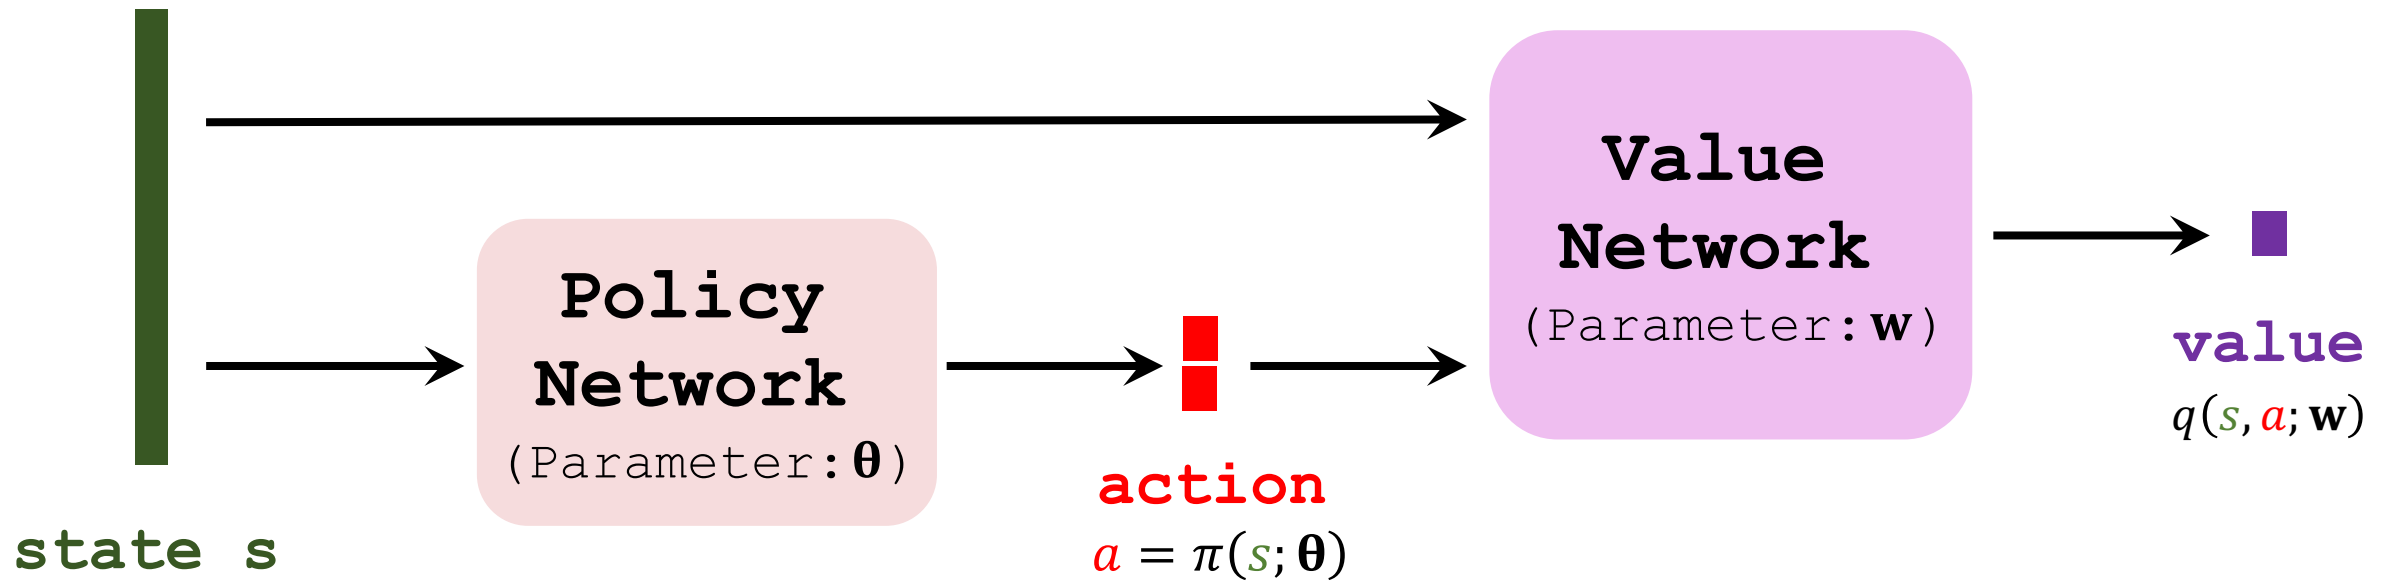 state s
Policy
Network
(Parameter: θ)
action
a = π(s; θ)
Value
Network
(Parameter: w)
value
q(s, a; w)